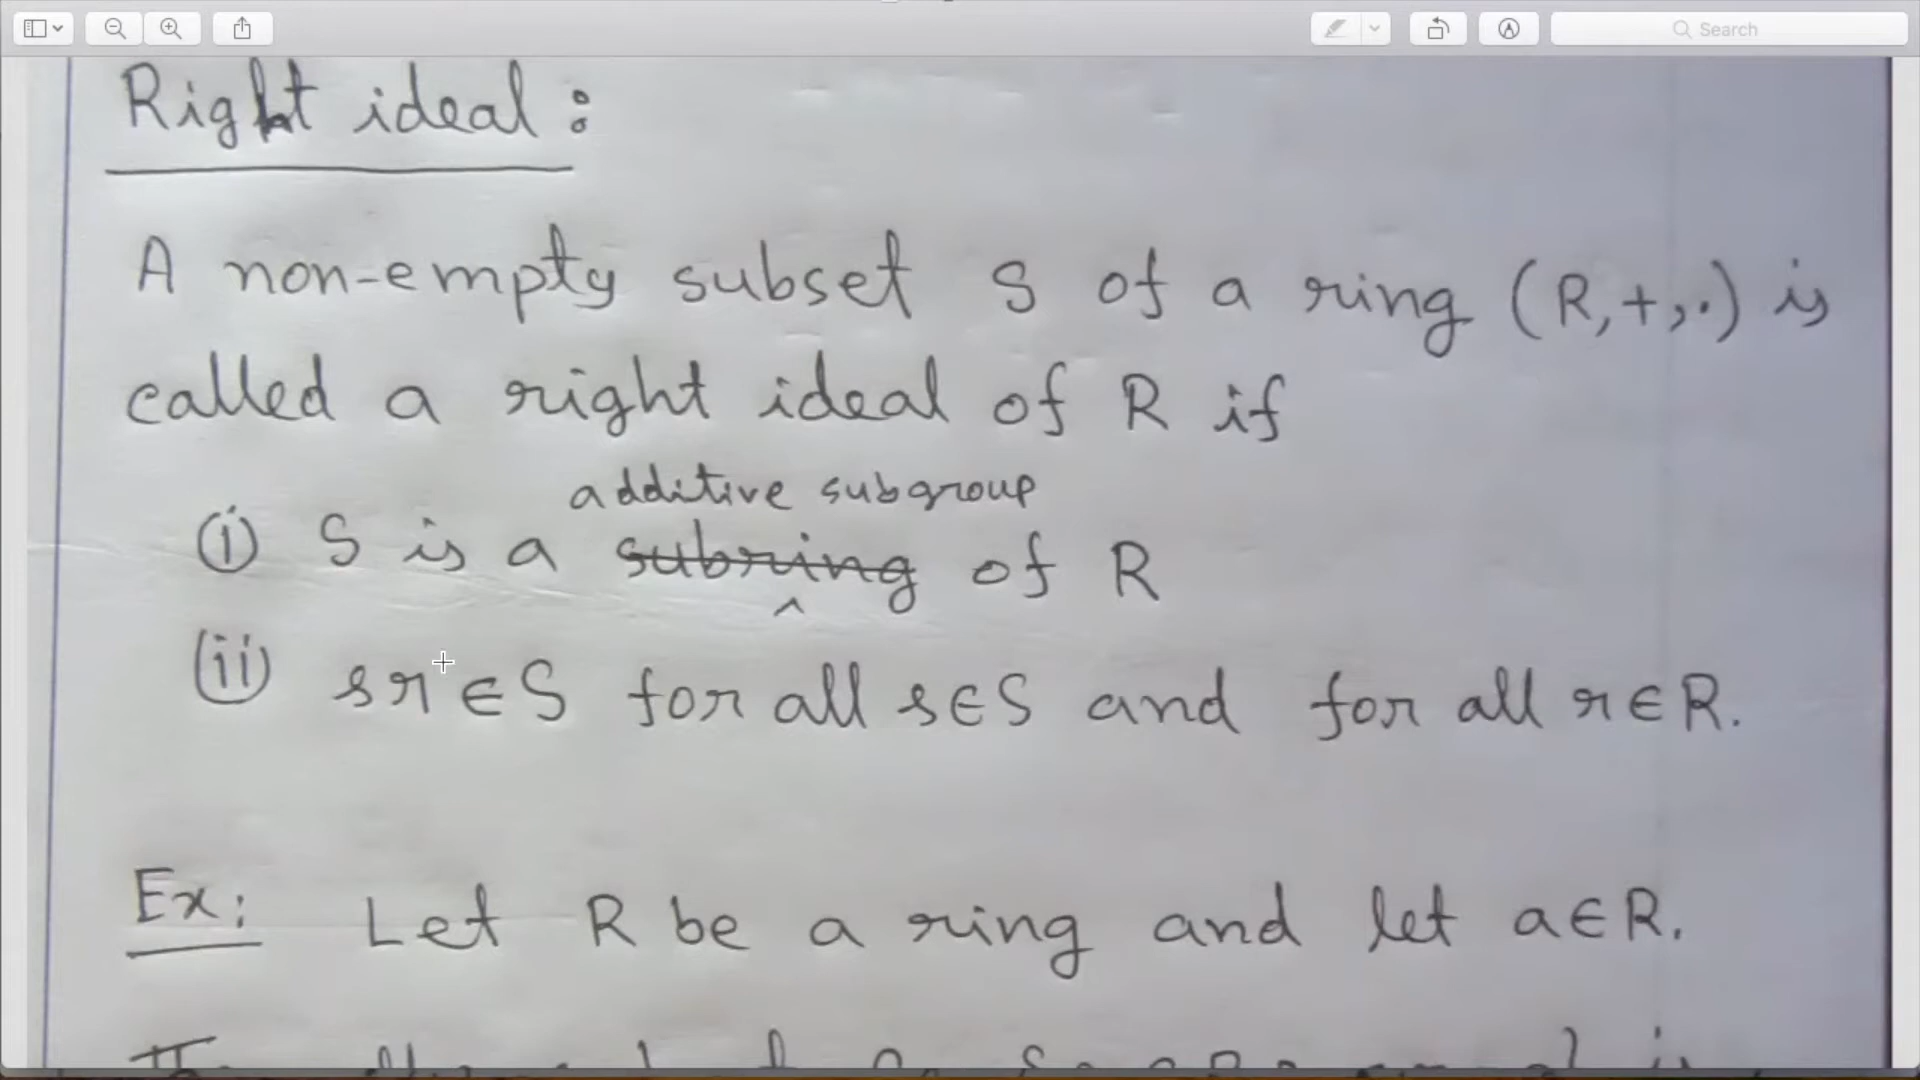 Search
Right ideal:
A non-empty subset S of a ring (R,+,.) is
called a right ideal of R if
additive subgroup
(i) S is a subring of R
^
(ii) sr∈S for all s∈S and for all r∈R.
Ex: Let R be a ring and let a∈R.